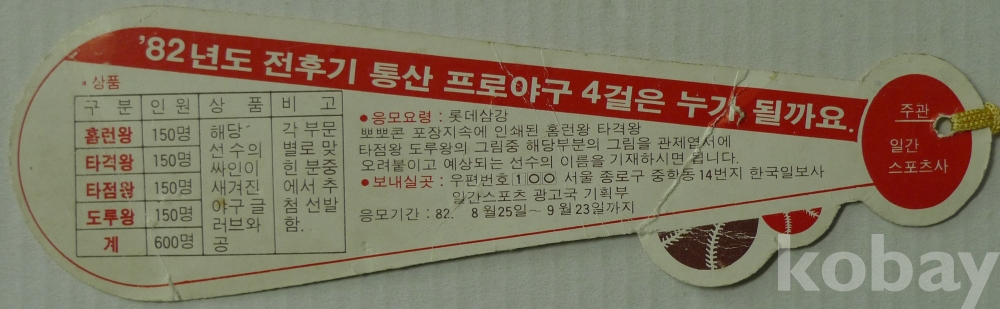 '82년도 전후기 통산 프로야구 4걸은 누가 될까요.
* 상품
구 분 인 원 상 품 비 고
홈런왕 150명
타격왕 150명
타점왕 150명
도루왕 150명
계 600명
해당
선수의
싸인이
새겨진
야구 글
러브와
공
각 부문
별로 맞
힌 분중
에서 추
첨 선발
함.
● 응모요령 : 롯데삼강
뽀뽀콘 포장지속에 인쇄된 홈런왕 타격왕
타점왕 도루왕의 그림중 해당부분의 그림을 관제엽서에
오려붙이고 예상되는 선수의 이름을 기재하시면 됩니다.
● 보내실곳 : 우편번호 1○○ 서울 종로구 중학동 14번지 한국일보사
일간스포츠 광고국 기획부
응모기간 : 82. 8월25일~9월23일까지
주관
일간
스포츠사
kobay